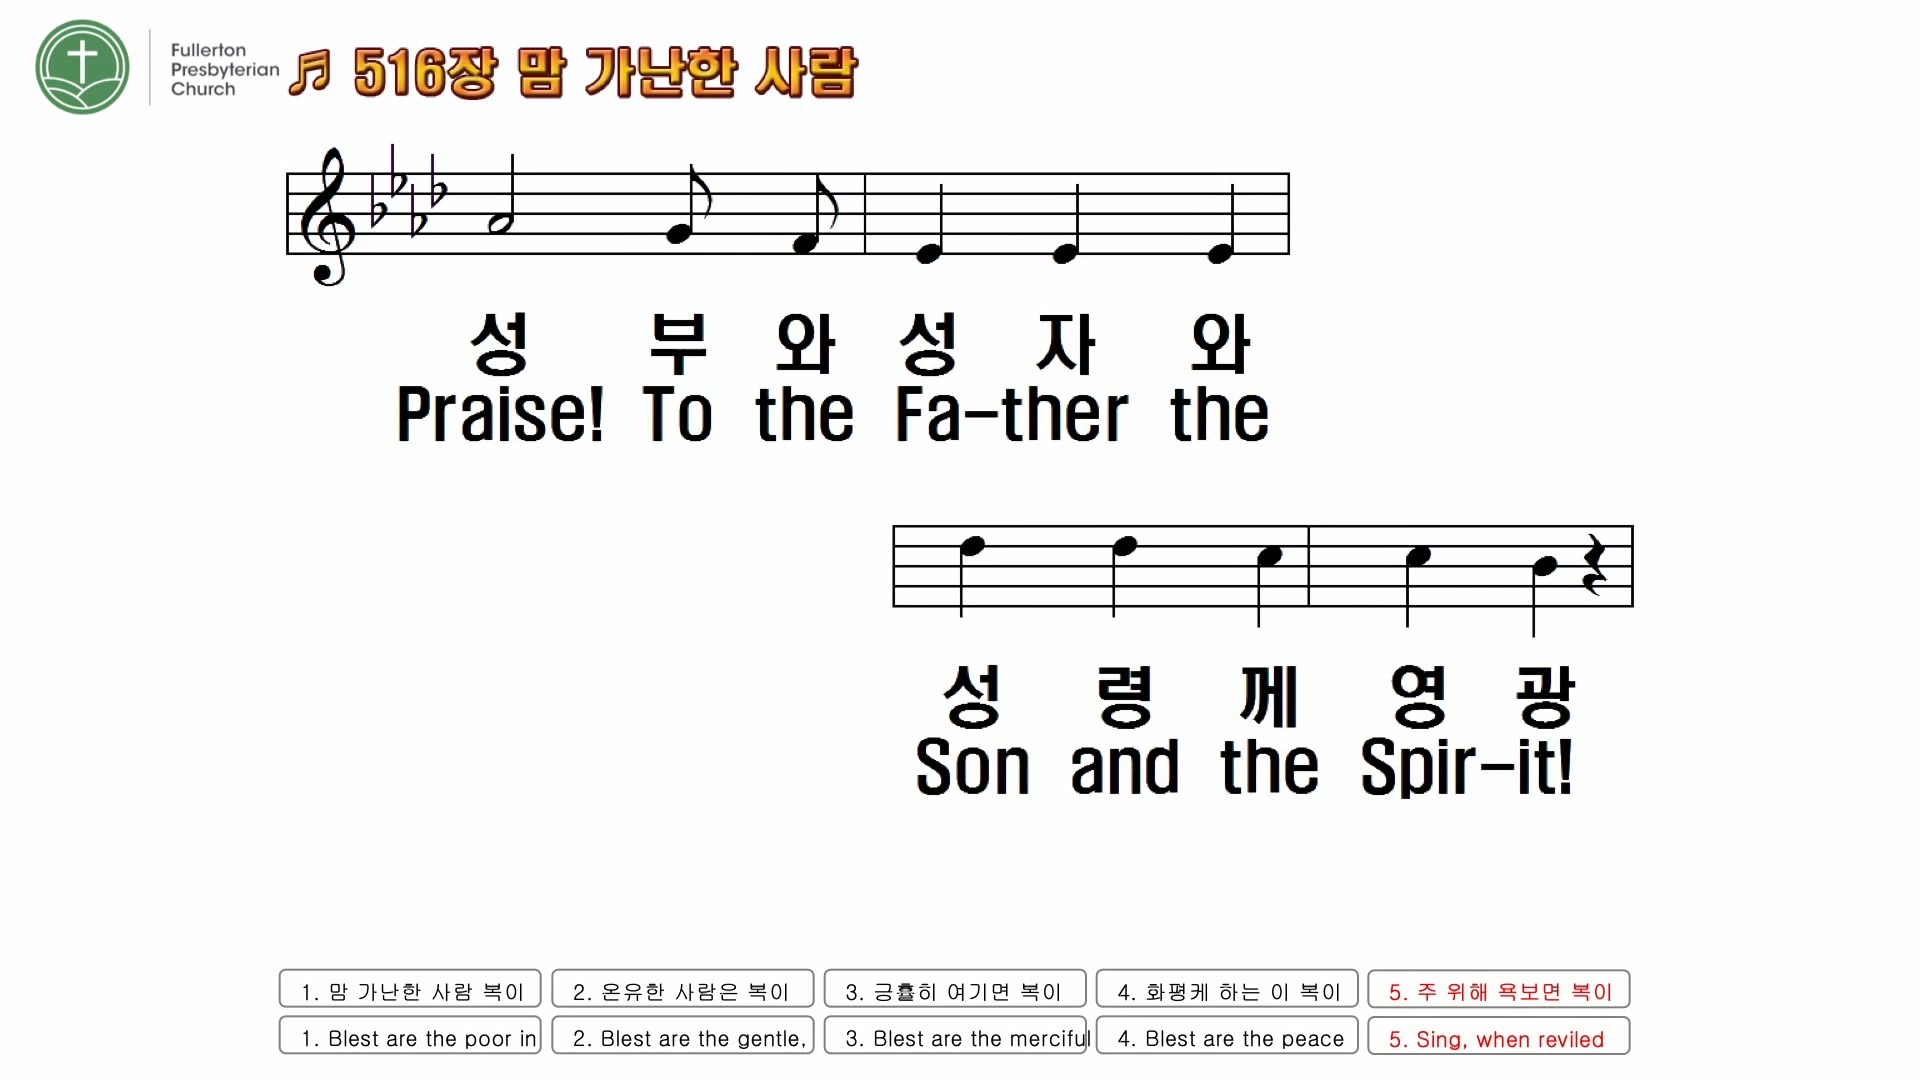 Fullerton
Presbyterian
Church
516장 맘 가난한 사람
성 부 와 성 자 와
Praise! To the Fa-ther the
성 령 께 영 광
Son and the Spir-it!
1. 맘 가난한 사람 복이
2. 온유한 사람은 복이
3. 긍휼히 여기면 복이
4. 화평케 하는 이 복이
5. 주 위해 욕보면 복이
1. Blest are the poor in
2. Blest are the gentle,
3. Blest are the merciful
4. Blest are the peace
5. Sing, when reviled